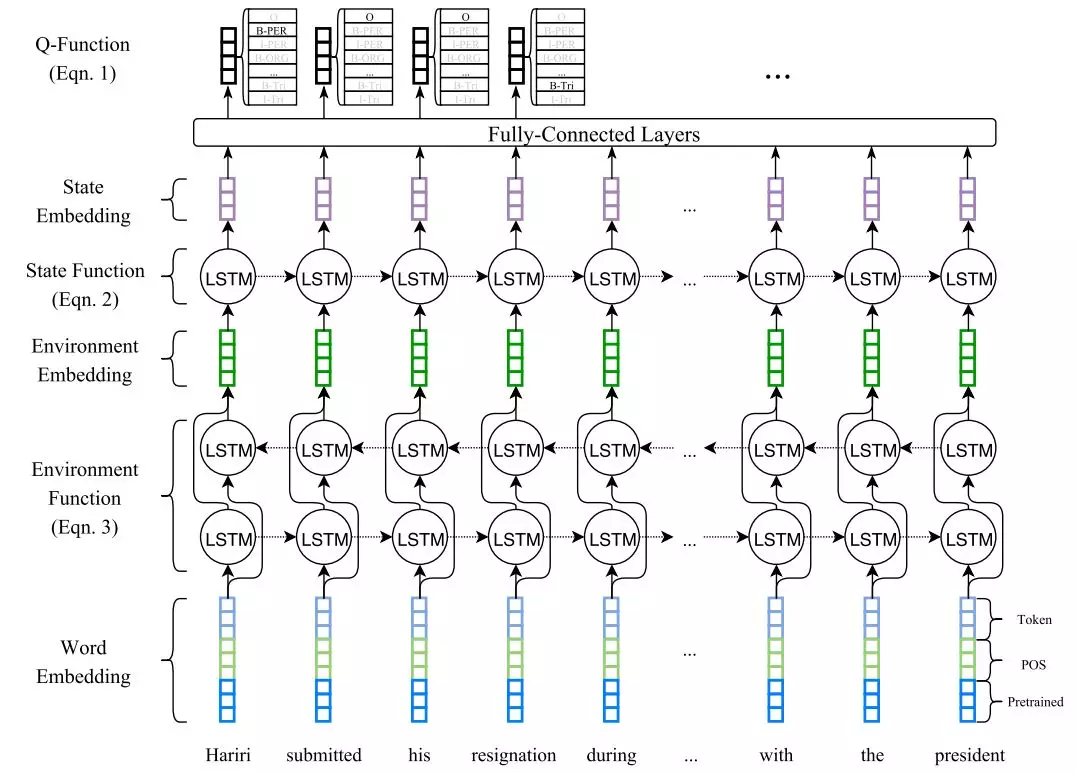 Q-Function
(Eqn. 1)
O
B-PER
I-PER
B-ORG
...
B-Tri
I-Tri
O
B-PER
I-PER
B-ORG
...
B-Tri
I-Tri
O
B-PER
I-PER
B-ORG
...
B-Tri
I-Tri
O
B-PER
I-PER
B-ORG
...
B-Tri
I-Tri
...
Fully-Connected Layers
State
Embedding
...
State Function
(Eqn. 2)
LSTM LSTM LSTM LSTM LSTM ... LSTM LSTM LSTM
Environment
Embedding
Environment
Function
(Eqn. 3)
LSTM LSTM LSTM LSTM LSTM ... LSTM LSTM LSTM
LSTM LSTM LSTM LSTM LSTM ... LSTM LSTM LSTM
Word
Embedding
...
Token
POS
Pretrained
Hariri submitted his resignation during ... with the president